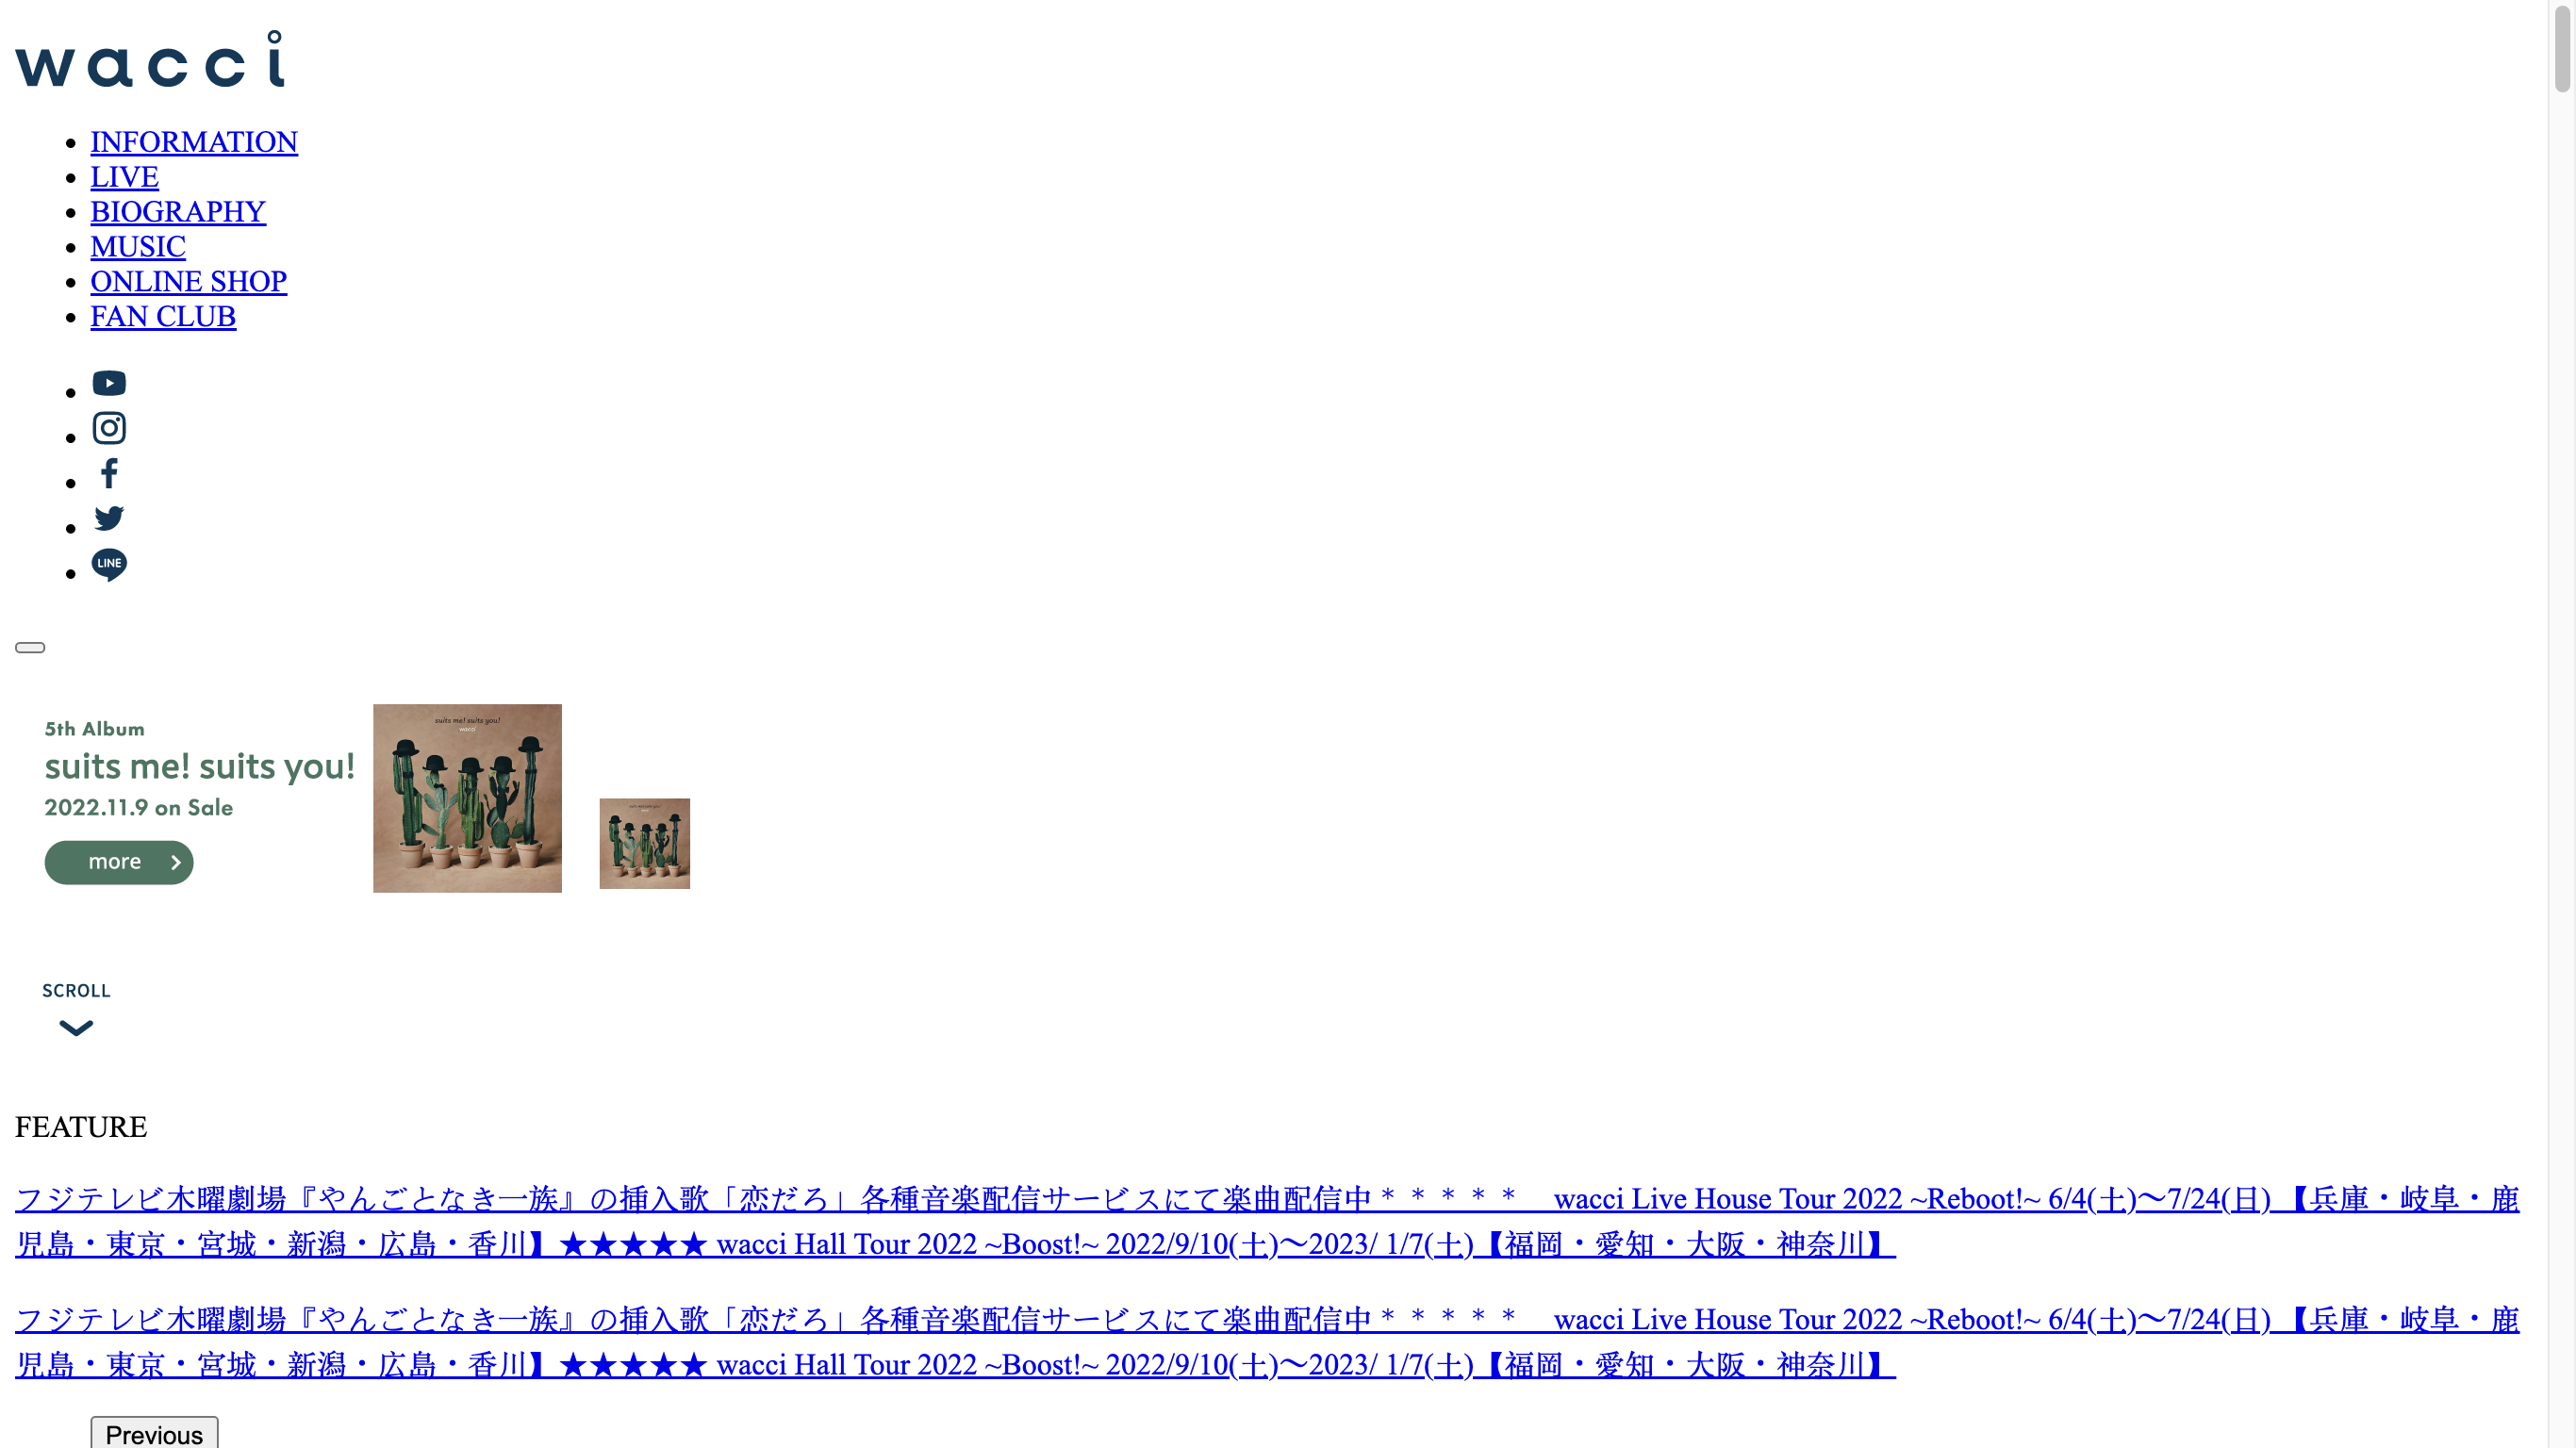 wacci
INFORMATION
LIVE
BIOGRAPHY
MUSIC
ONLINE SHOP
FAN CLUB
LINE
5th Album
suits me! suits you!
2022.11.9 on Sale
more
suits me! suits you!
wacci
SCROLL
FEATURE
フジテレビ木曜劇場『やんごとなき一族』の挿入歌「恋だろ」各種音楽配信サービスにて楽曲配信中＊＊＊＊＊　wacci Live House Tour 2022 ~Reboot!~ 6/4(土)〜7/24(日) 【兵庫・岐阜・鹿
児島・東京・宮城・新潟・広島・香川】★★★★★ wacci Hall Tour 2022 ~Boost!~ 2022/9/10(土)〜2023/ 1/7(土)【福岡・愛知・大阪・神奈川】
フジテレビ木曜劇場『やんごとなき一族』の挿入歌「恋だろ」各種音楽配信サービスにて楽曲配信中＊＊＊＊＊　wacci Live House Tour 2022 ~Reboot!~ 6/4(土)〜7/24(日) 【兵庫・岐阜・鹿
児島・東京・宮城・新潟・広島・香川】★★★★★ wacci Hall Tour 2022 ~Boost!~ 2022/9/10(土)〜2023/ 1/7(土)【福岡・愛知・大阪・神奈川】
Previous